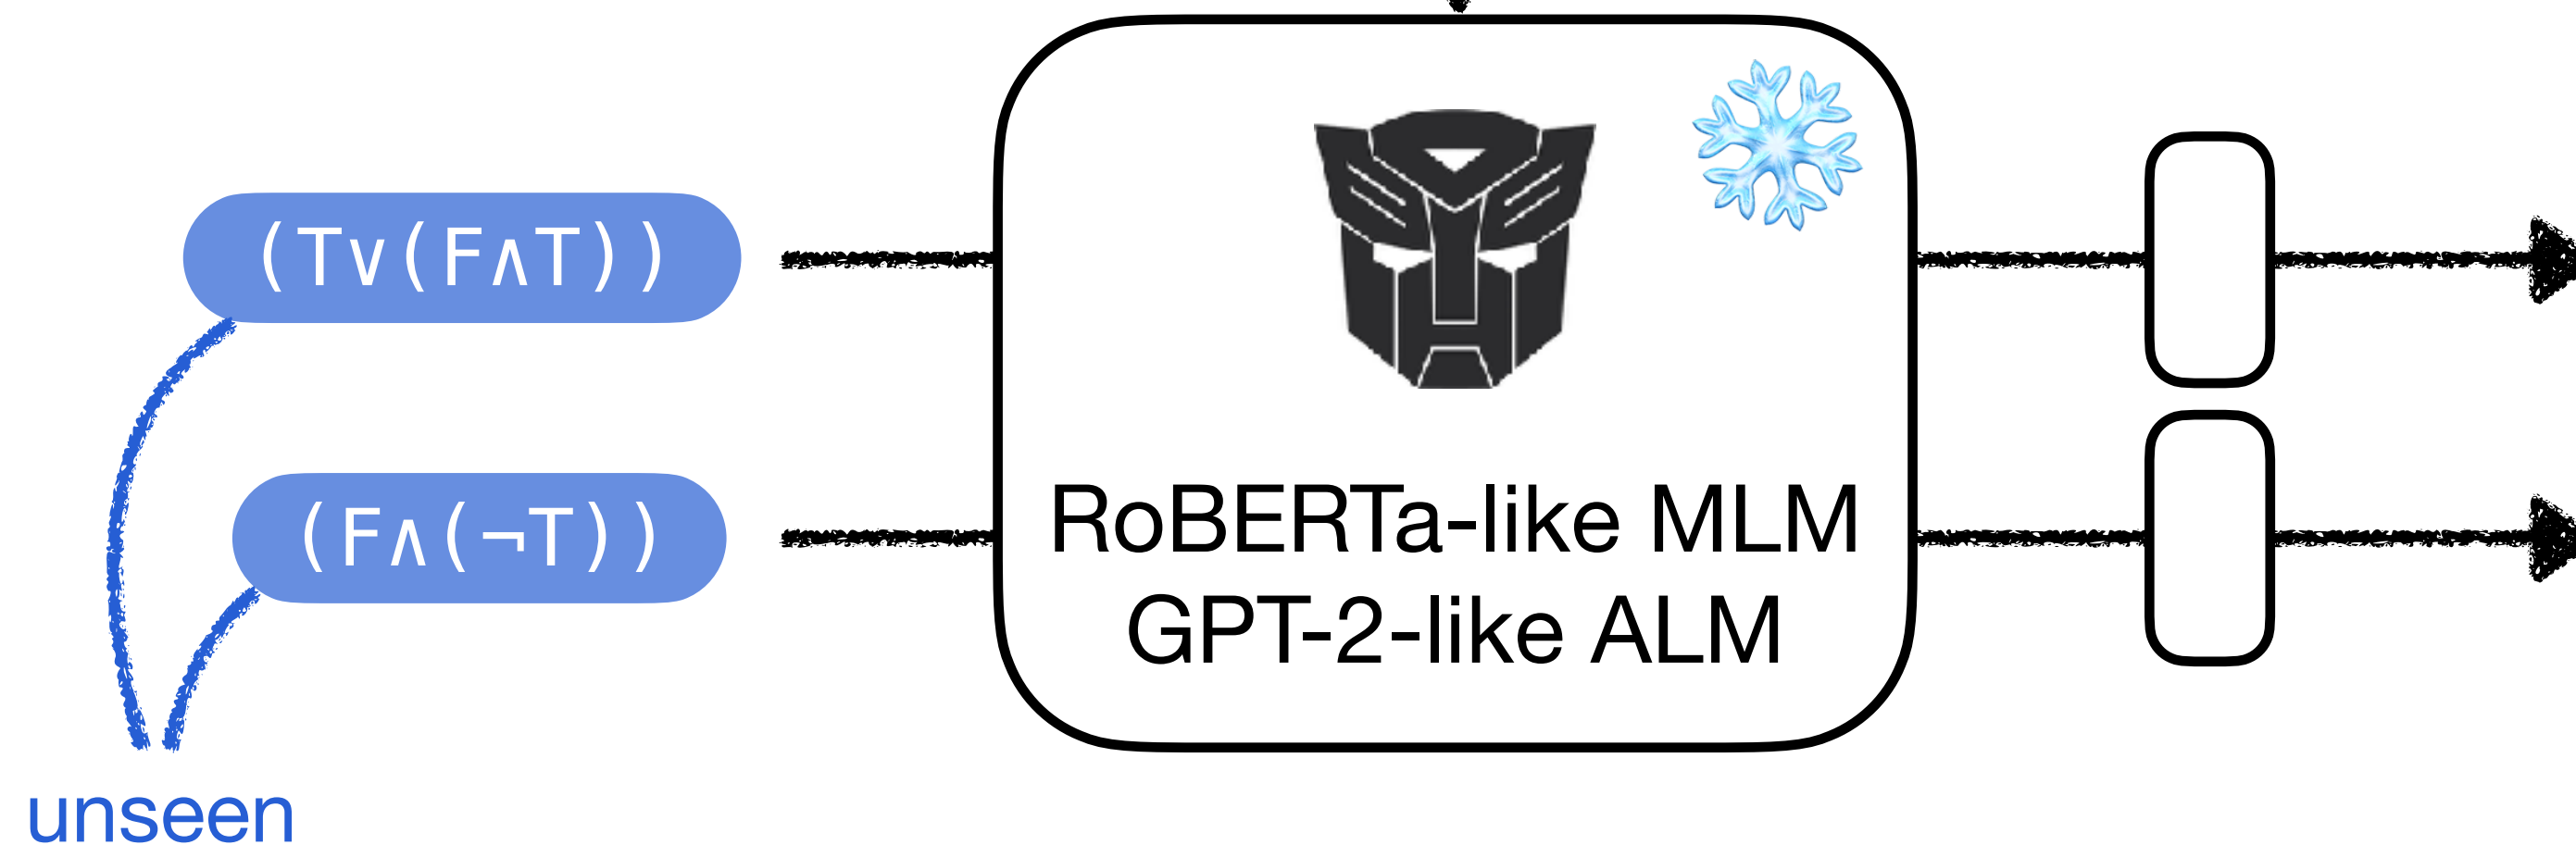 (T∨(F∧T))
(F∧(¬T))
RoBERTa-like MLM
GPT-2-like ALM
unseen